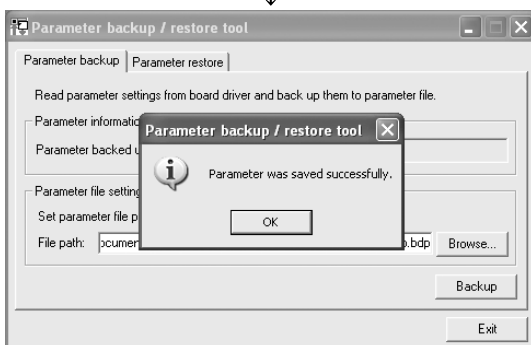 Parameter backup / restore tool
Parameter backup
Parameter restore
Read parameter settings from board driver and back up them to parameter file.
Parameter
Parameter backed
Parameter backup / restore tool
Parameter was saved successfully.
OK
Parameter file setting
Set parameter file
File path:
.bdp
Browse...
Backup
Exit